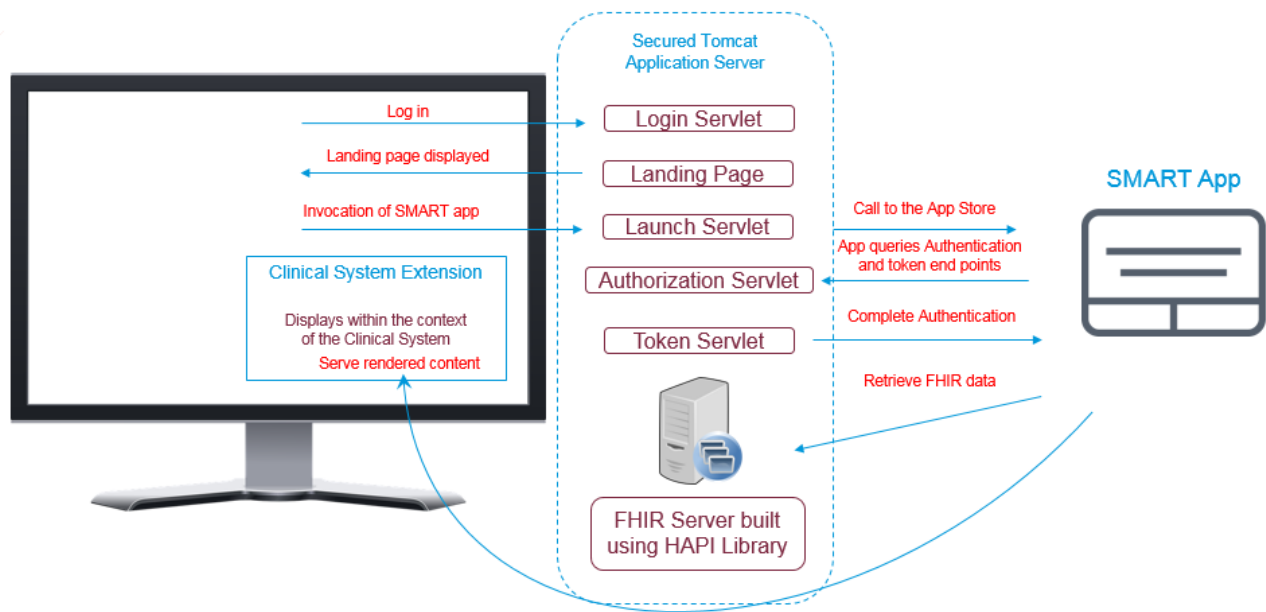 Secured Tomcat
Application Server
Log in
Login Servlet
Landing page displayed
Landing Page
SMART App
Invocation of SMART app
Launch Servlet
Call to the App Store
App queries Authentication
and token end points
Clinical System Extension
Authorization Servlet
Displays within the context
of the Clinical System
Serve rendered content
Token Servlet
Complete Authentication
Retrieve FHIR data
FHIR Server built
using HAPI Library